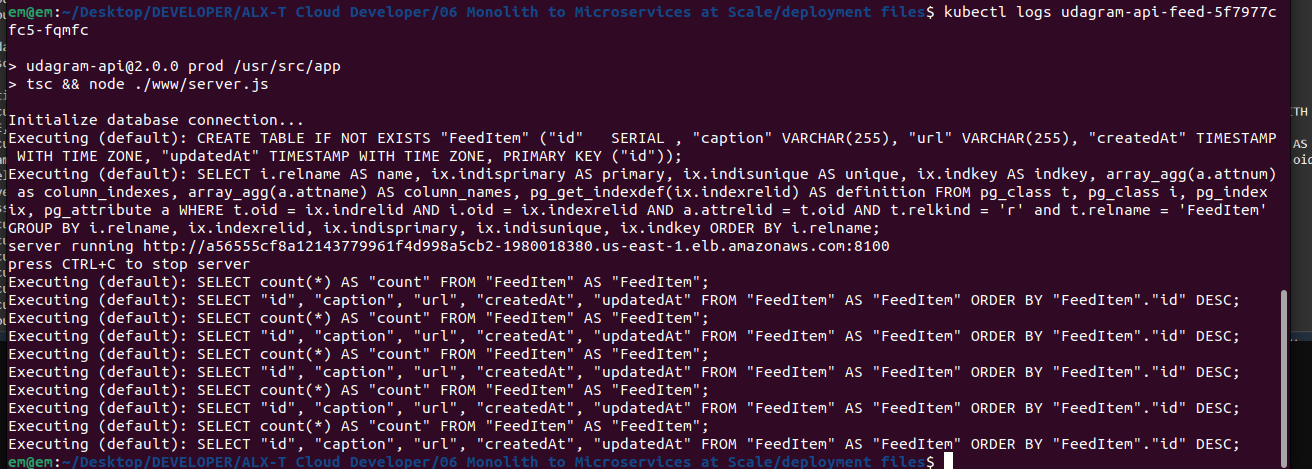 em@em:~/Desktop/DEVELOPER/ALX-T Cloud Developer/06 Monolith to Microservices at Scale/deployment files$ kubectl logs udagram-api-feed-5f7977c
fc5-fqmfc
> udagram-api@2.0.0 prod /usr/src/app
> tsc && node ./www/server.js
Initialize database connection...
Executing (default): CREATE TABLE IF NOT EXISTS "FeedItem" ("id"   SERIAL , "caption" VARCHAR(255), "url" VARCHAR(255), "createdAt" TIMESTAMP
 WITH TIME ZONE, "updatedAt" TIMESTAMP WITH TIME ZONE, PRIMARY KEY ("id"));
Executing (default): SELECT i.relname AS name, ix.indisprimary AS primary, ix.indisunique AS unique, ix.indkey AS indkey, array_agg(a.attnum)
 as column_indexes, array_agg(a.attname) AS column_names, pg_get_indexdef(ix.indexrelid) AS definition FROM pg_class t, pg_class i, pg_index
ix, pg_attribute a WHERE t.oid = ix.indrelid AND i.oid = ix.indexrelid AND a.attrelid = t.oid AND t.relkind = 'r' and t.relname = 'FeedItem'
GROUP BY i.relname, ix.indexrelid, ix.indisprimary, ix.indisunique, ix.indkey ORDER BY i.relname;
server running http://a56555cf8a12143779961f4d998a5cb2-1980018380.us-east-1.elb.amazonaws.com:8100
press CTRL+C to stop server
Executing (default): SELECT count(*) AS "count" FROM "FeedItem" AS "FeedItem";
Executing (default): SELECT "id", "caption", "url", "createdAt", "updatedAt" FROM "FeedItem" AS "FeedItem" ORDER BY "FeedItem"."id" DESC;
Executing (default): SELECT count(*) AS "count" FROM "FeedItem" AS "FeedItem";
Executing (default): SELECT "id", "caption", "url", "createdAt", "updatedAt" FROM "FeedItem" AS "FeedItem" ORDER BY "FeedItem"."id" DESC;
Executing (default): SELECT count(*) AS "count" FROM "FeedItem" AS "FeedItem";
Executing (default): SELECT "id", "caption", "url", "createdAt", "updatedAt" FROM "FeedItem" AS "FeedItem" ORDER BY "FeedItem"."id" DESC;
Executing (default): SELECT count(*) AS "count" FROM "FeedItem" AS "FeedItem";
Executing (default): SELECT "id", "caption", "url", "createdAt", "updatedAt" FROM "FeedItem" AS "FeedItem" ORDER BY "FeedItem"."id" DESC;
Executing (default): SELECT count(*) AS "count" FROM "FeedItem" AS "FeedItem";
Executing (default): SELECT "id", "caption", "url", "createdAt", "updatedAt" FROM "FeedItem" AS "FeedItem" ORDER BY "FeedItem"."id" DESC;
em@em:~/Desktop/DEVELOPER/ALX-T Cloud Developer/06 Monolith to Microservices at Scale/deployment files$